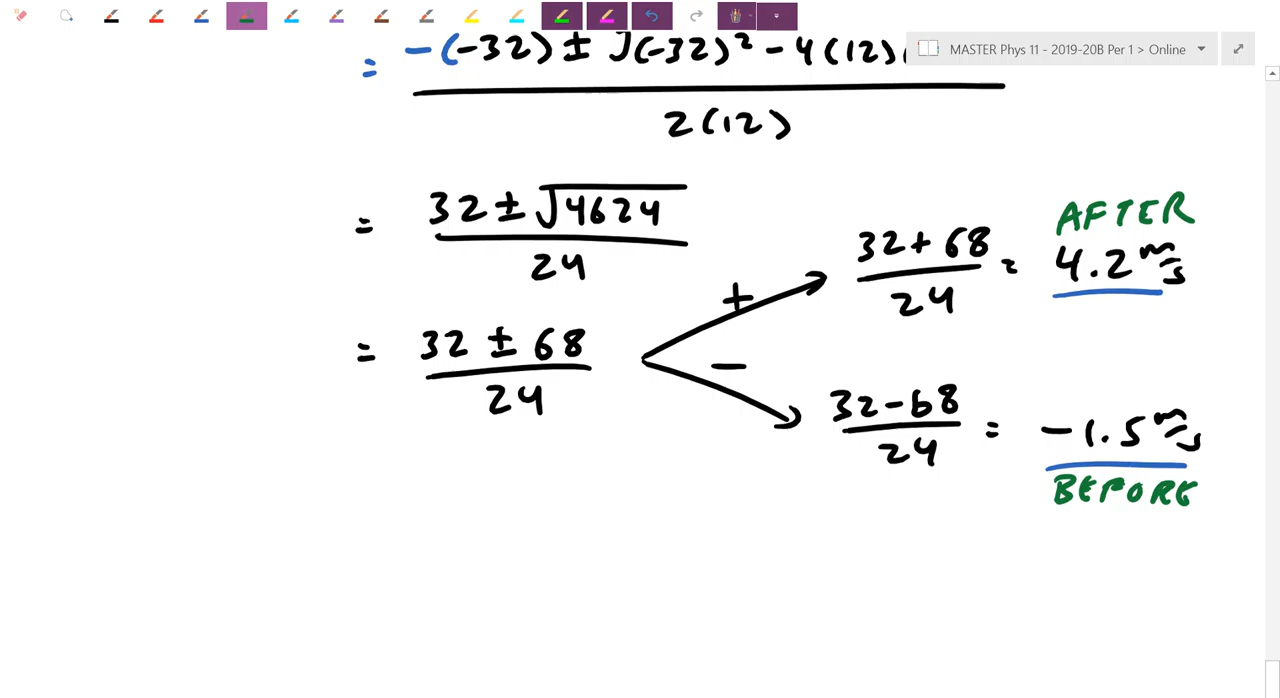 MASTER Phys 11 - 2019-20B Per 1 > Online
= -(-32) ± √(-32)² - 4(12)
2(12)
= 32 ± √4624
24
= 32 ± 68
24
+
32 + 68 = 4.2 m/s
24
AFTER
-
32 - 68 = -1.5 m/s
24
BEFORE